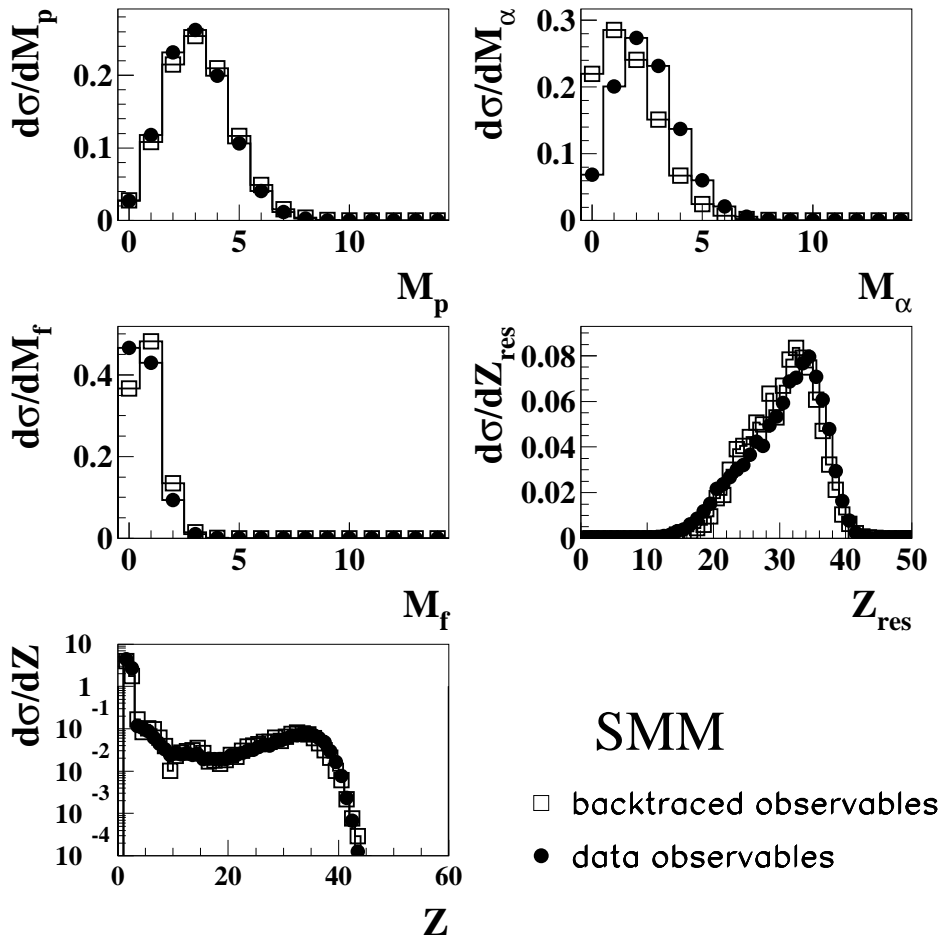 dσ/dM_p
0.2
0.1
0
0 5 10
M_p
dσ/dM_α
0.3
0.2
0.1
0
0 5 10
M_α
dσ/dM_f
0.4
0.2
0
0 5 10
M_f
dσ/dZ_res
0.08
0.06
0.04
0.02
0
0 10 20 30 40 50
Z_res
dσ/dZ
10
1
10 -1
10 -2
10 -3
10 -4
0 20 40 60
Z
SMM
backtraced observables
data observables